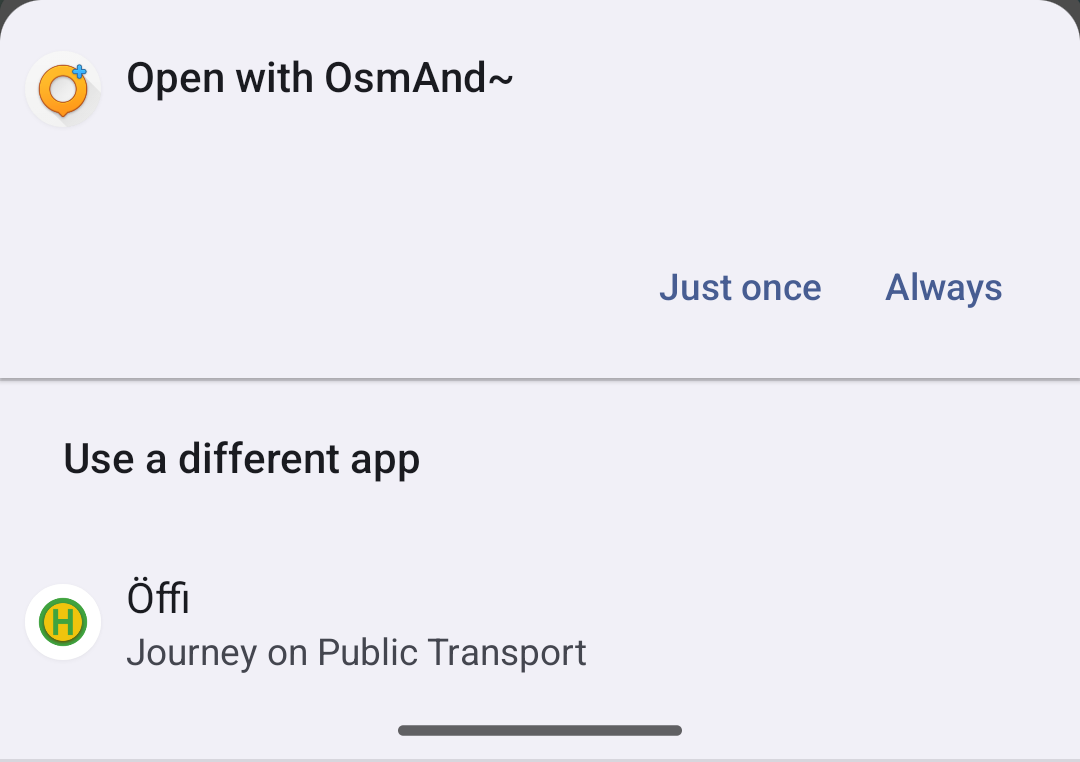 Open with OsmAnd~
Just once Always
Use a different app
H
Öffi
Journey on Public Transport